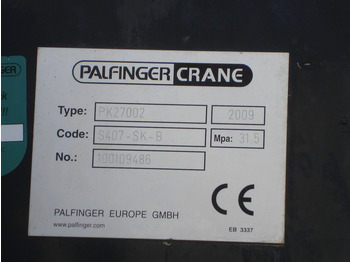 PALFINGER CRANE
Type: PK27002 2009
Code: S407-SK-B Mpa: 31.5
No.: 100109486
CE
PALFINGER EUROPE GMBH
www.palfinger.com
EB 3337